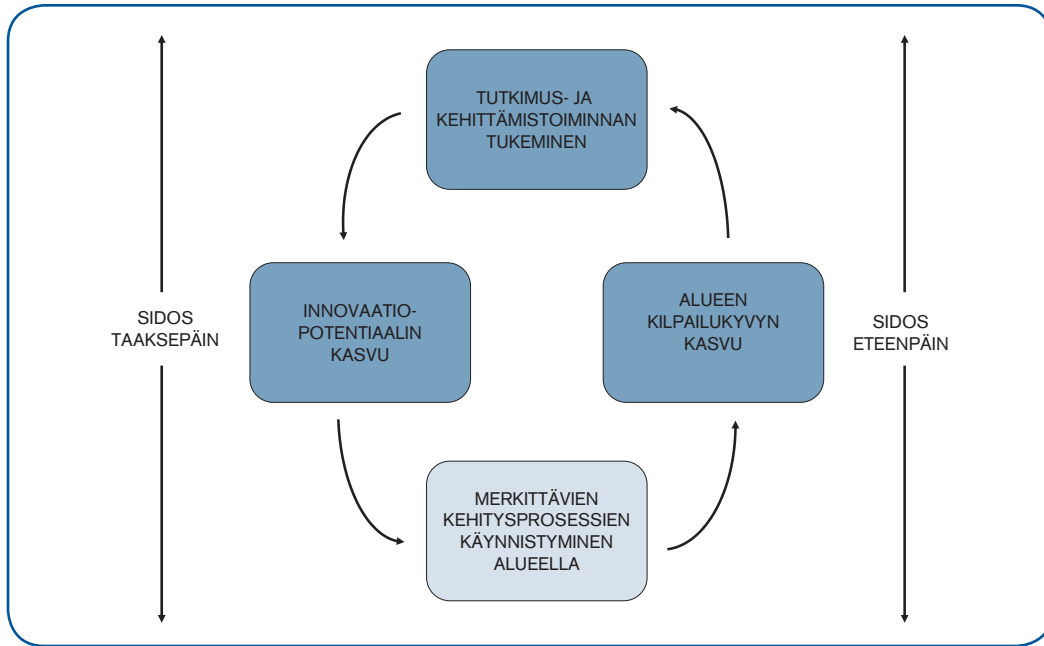 TUTKIMUS- JA
KEHITTÄMISTOIMINNAN
TUKEMINEN
SIDOS
TAAKSEPÄIN
INNOVAATIO-
POTENTIAALIN
KASVU
ALUEEN
KILPAILUKYVYN
KASVU
SIDOS
ETEENPÄIN
MERKITTÄVIEN
KEHITYSPROSESSIEN
KÄYNNISTYMINEN
ALUEELLA